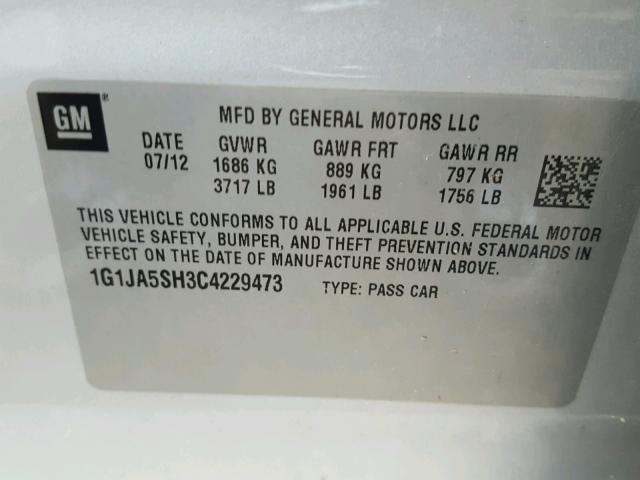 GM®
MFD BY GENERAL MOTORS LLC
DATE GVWR GAWR FRT GAWR RR
07/12 1686 KG 889 KG 797 KG
3717 LB 1961 LB 1756 LB
THIS VEHICLE CONFORMS TO ALL APPLICABLE U.S. FEDERAL MOTOR
VEHICLE SAFETY, BUMPER, AND THEFT PREVENTION STANDARDS IN
EFFECT ON THE DATE OF MANUFACTURE SHOWN ABOVE.
1G1JA5SH3C4229473 TYPE: PASS CAR